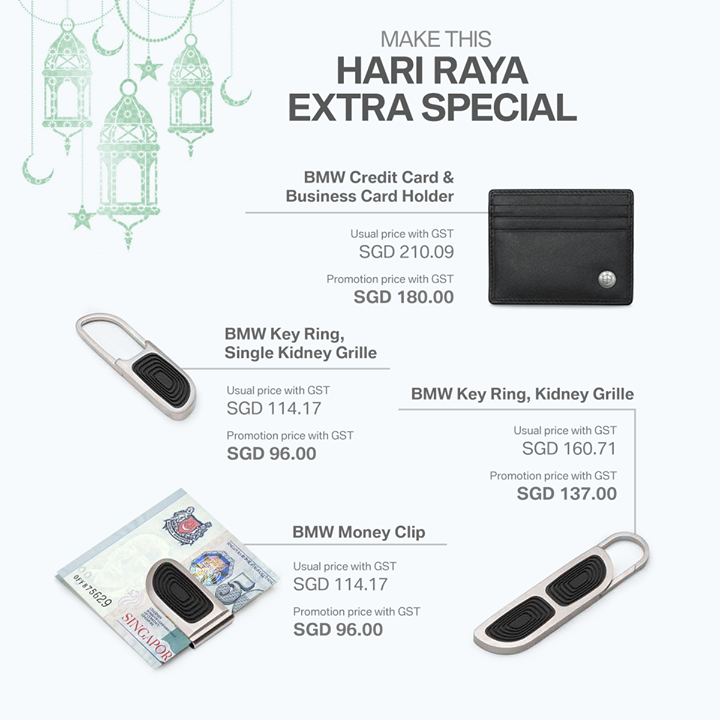 MAKE THIS
HARI RAYA
EXTRA SPECIAL
BMW Credit Card &
Business Card Holder
Usual price with GST
SGD 210.09
Promotion price with GST
SGD 180.00
BMW Key Ring,
Single Kidney Grille
Usual price with GST
SGD 114.17
Promotion price with GST
SGD 96.00
BMW Key Ring, Kidney Grille
Usual price with GST
SGD 160.71
Promotion price with GST
SGD 137.00
BMW Money Clip
Usual price with GST
SGD 114.17
Promotion price with GST
SGD 96.00
0FF875629
SINGAPOR